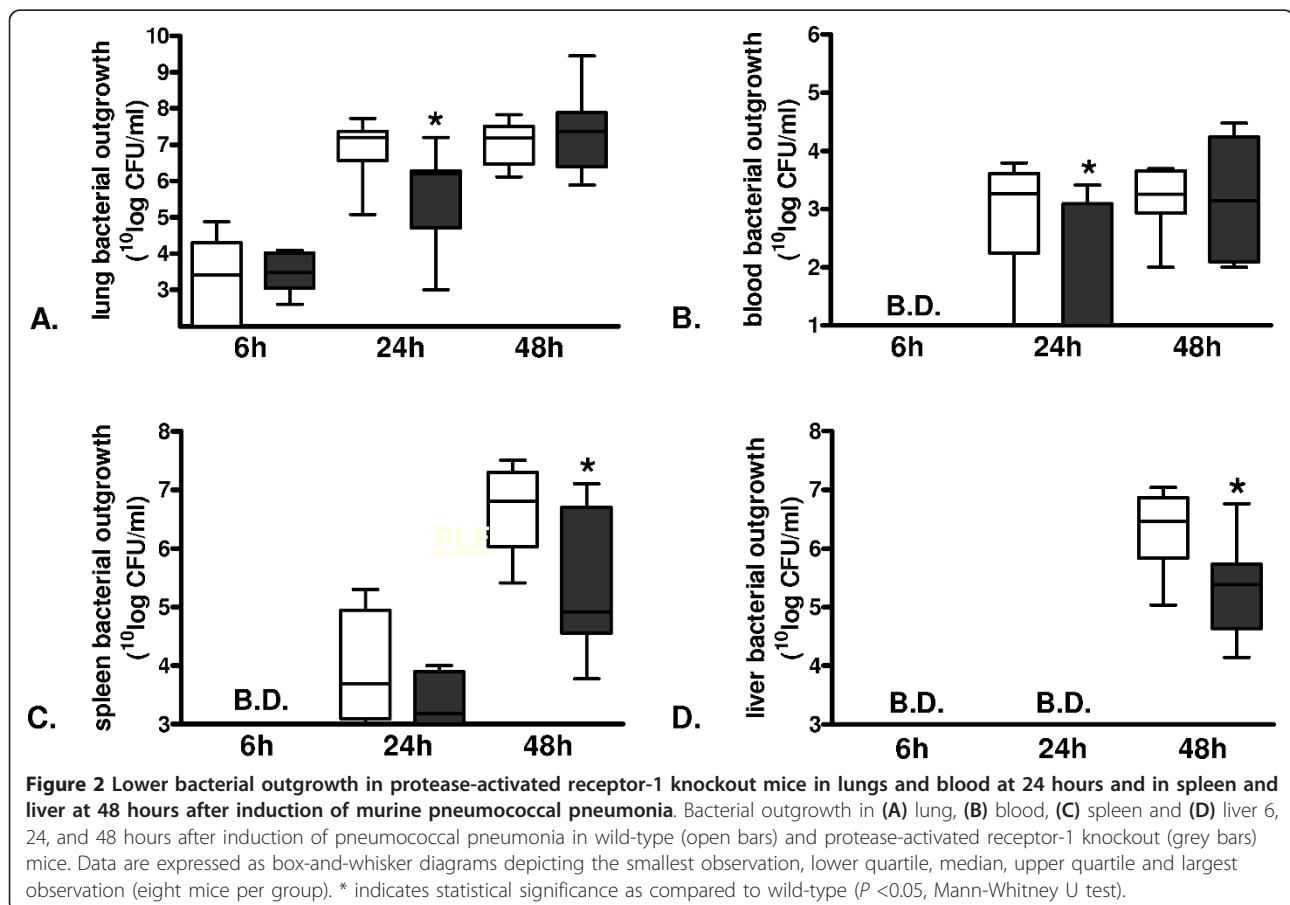 10
9
8
7
6
5
4
3
lung bacterial outgrowth
(¹⁰log CFU/ml)
*
A.
6h
24h
48h
6
5
4
3
2
1
blood bacterial outgrowth
(¹⁰log CFU/ml)
*
B.D.
B.
6h
24h
48h
8
7
6
5
4
3
spleen bacterial outgrowth
(¹⁰log CFU/ml)
*
PLF
B.D.
C.
6h
24h
48h
8
7
6
5
4
3
liver bacterial outgrowth
(¹⁰log CFU/ml)
*
B.D.
B.D.
D.
6h
24h
48h
Figure 2 Lower bacterial outgrowth in protease-activated receptor-1 knockout mice in lungs and blood at 24 hours and in spleen and
liver at 48 hours after induction of murine pneumococcal pneumonia. Bacterial outgrowth in (A) lung, (B) blood, (C) spleen and (D) liver 6,
24, and 48 hours after induction of pneumococcal pneumonia in wild-type (open bars) and protease-activated receptor-1 knockout (grey bars)
mice. Data are expressed as box-and-whisker diagrams depicting the smallest observation, lower quartile, median, upper quartile and largest
observation (eight mice per group). * indicates statistical significance as compared to wild-type (P <0.05, Mann-Whitney U test).